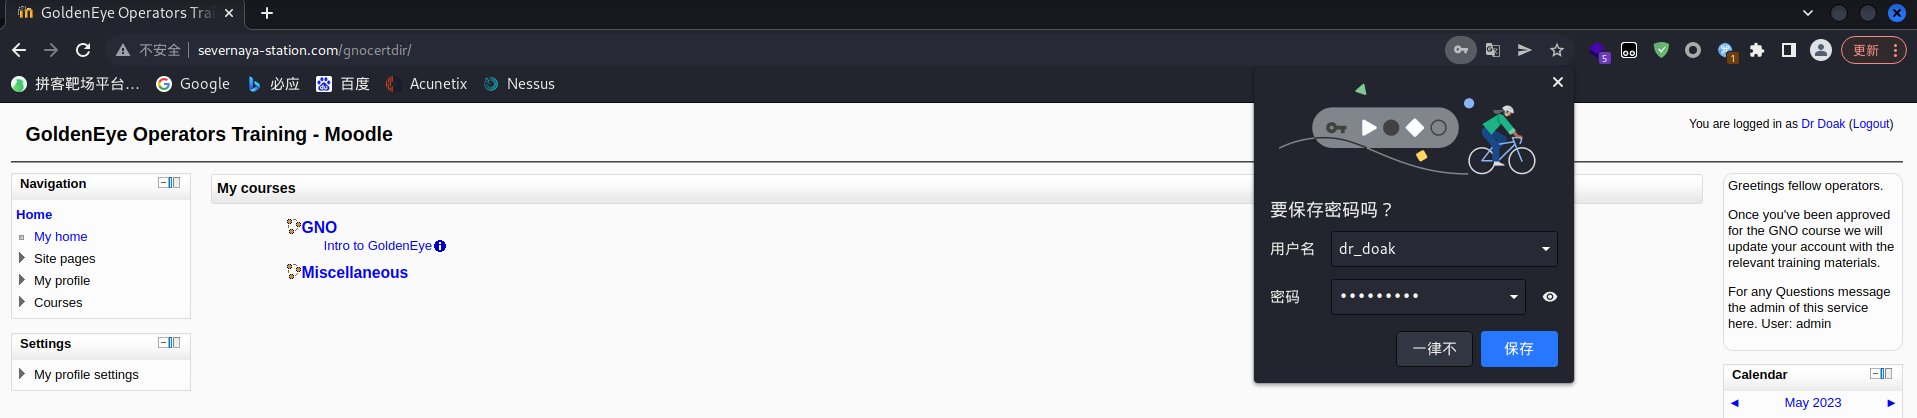 GoldenEye Operators Trai
不安全 severnaya-station.com/gnocertdir/
更新
5
1
拼客靶场平台… Google 必应 百度 Acunetix Nessus
GoldenEye Operators Training - Moodle
You are logged in as Dr Doak (Logout)
Navigation
Home
My home
Site pages
My profile
Courses
Settings
My profile settings
My courses
GNO
Intro to GoldenEye
Miscellaneous
要保存密码吗？
用户名 dr_doak
密码 •••••••••
一律不 保存
Greetings fellow operators.
Once you've been approved
for the GNO course we will
update your account with the
relevant training materials.
For any Questions message
the admin of this service
here. User: admin
Calendar
◄ May 2023 ►